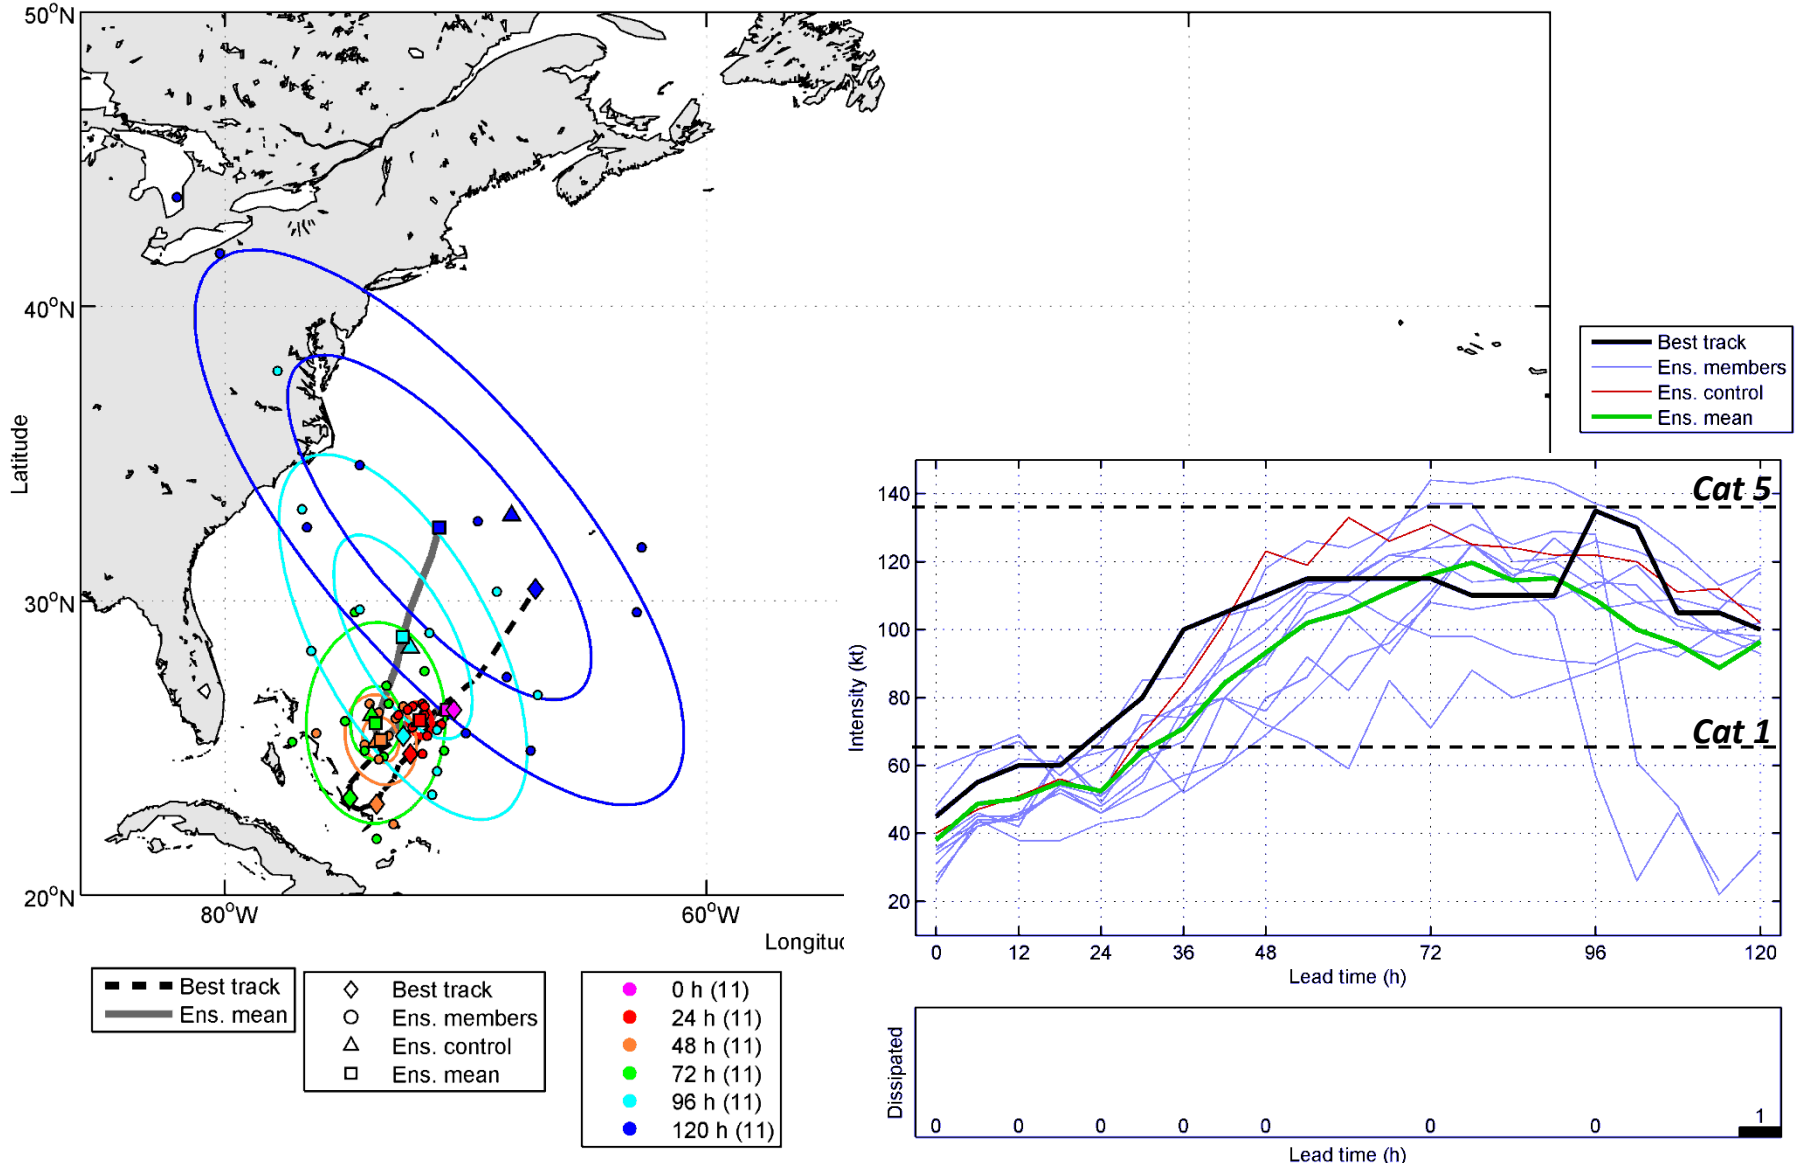 50°N
40°N
30°N
20°N
Latitude
80°W
60°W
Longituc
Best track
Ens. mean
Best track
Ens. members
Ens. control
Ens. mean
0 h (11)
24 h (11)
48 h (11)
72 h (11)
96 h (11)
120 h (11)
Best track
Ens. members
Ens. control
Ens. mean
Cat 5
Cat 1
140
120
100
80
60
40
20
Intensity (kt)
0 12 24 36 48 72 96 120
Lead time (h)
Dissipated
0 0 0 0 0 0 0 1
Lead time (h)